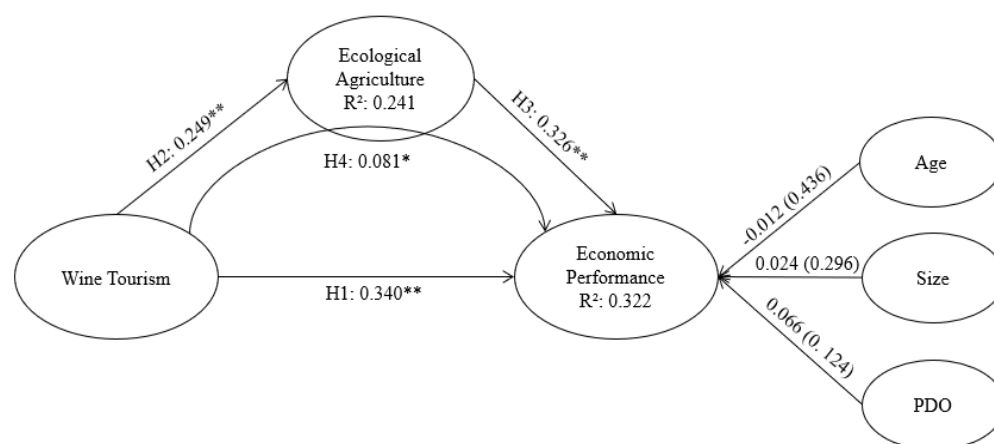 Ecological
Agriculture
R²: 0.241
H2: 0.249**
H3: 0.326**
H4: 0.081*
Wine Tourism
H1: 0.340**
Economic
Performance
R²: 0.322
-0.012 (0.436)
Age
0.024 (0.296)
Size
0.066 (0. 124)
PDO